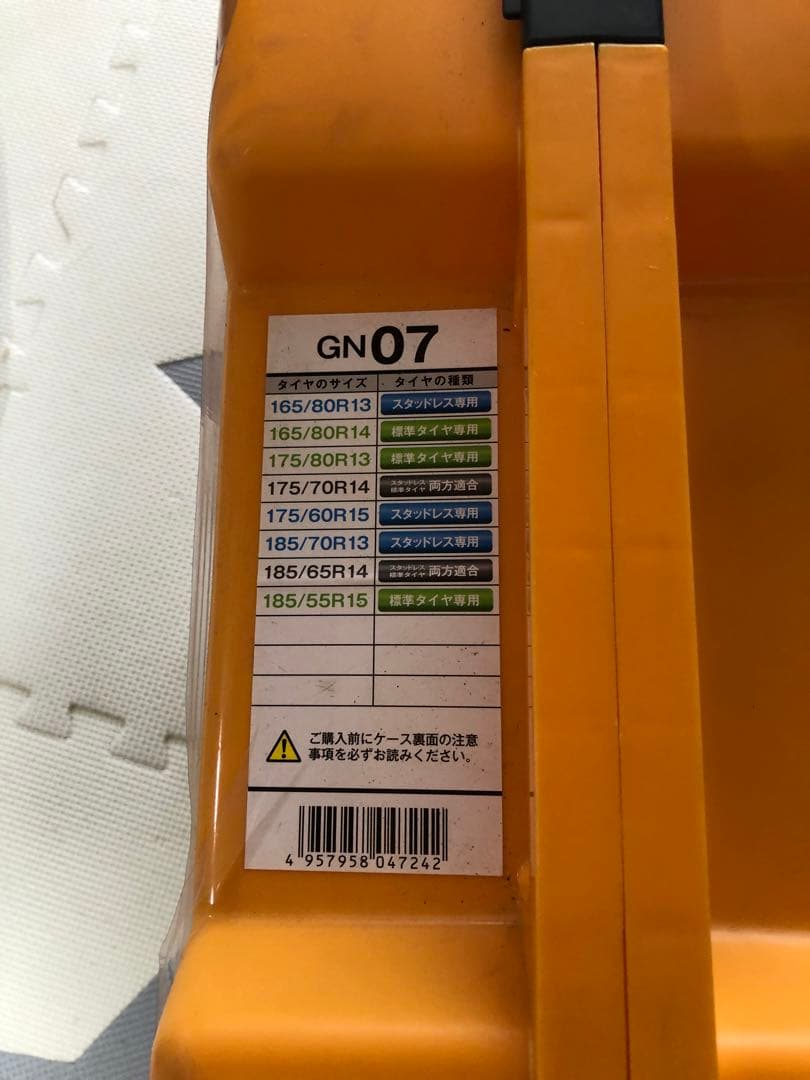 GN07
タイヤのサイズ タイヤの種類
165/80R13 スタッドレス専用
165/80R14 標準タイヤ専用
175/80R13 標準タイヤ専用
175/70R14 スタッドレス 標準タイヤ 両方適合
175/60R15 スタッドレス専用
185/70R13 スタッドレス専用
185/65R14 スタッドレス 標準タイヤ 両方適合
185/55R15 標準タイヤ専用
ご購入前にケース裏面の注意
事項を必ずお読みください。
4 957958 047242